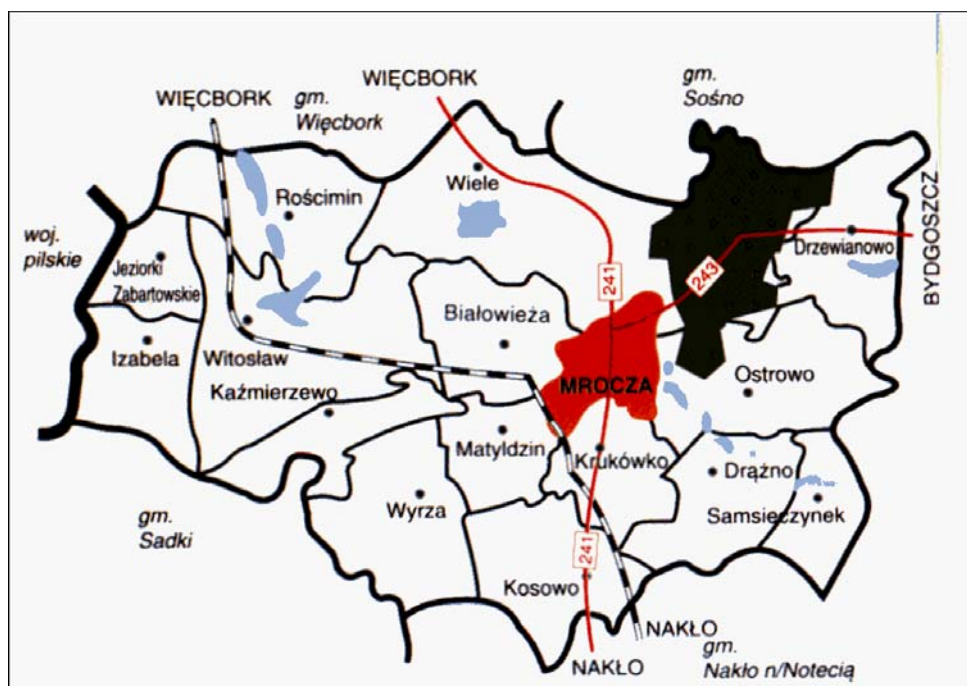 WIĘCBORK
gm.
Więcbork
WIĘCBORK
gm.
Sośno
woj.
pilskie
Rościmin
Wiele
Drzewianowo
BYDGOSZCZ
Jeziorki
Zabartowskie
241
243
Białowieża
Izabela
Witosław
Kaźmierzewo
MROCZA
Ostrowo
Matyldzin
Krukówko
Drążno
Wyrza
Samsieczynek
gm.
Sadki
241
Kosowo
NAKŁO
NAKŁO
gm.
Nakło n/Notecią